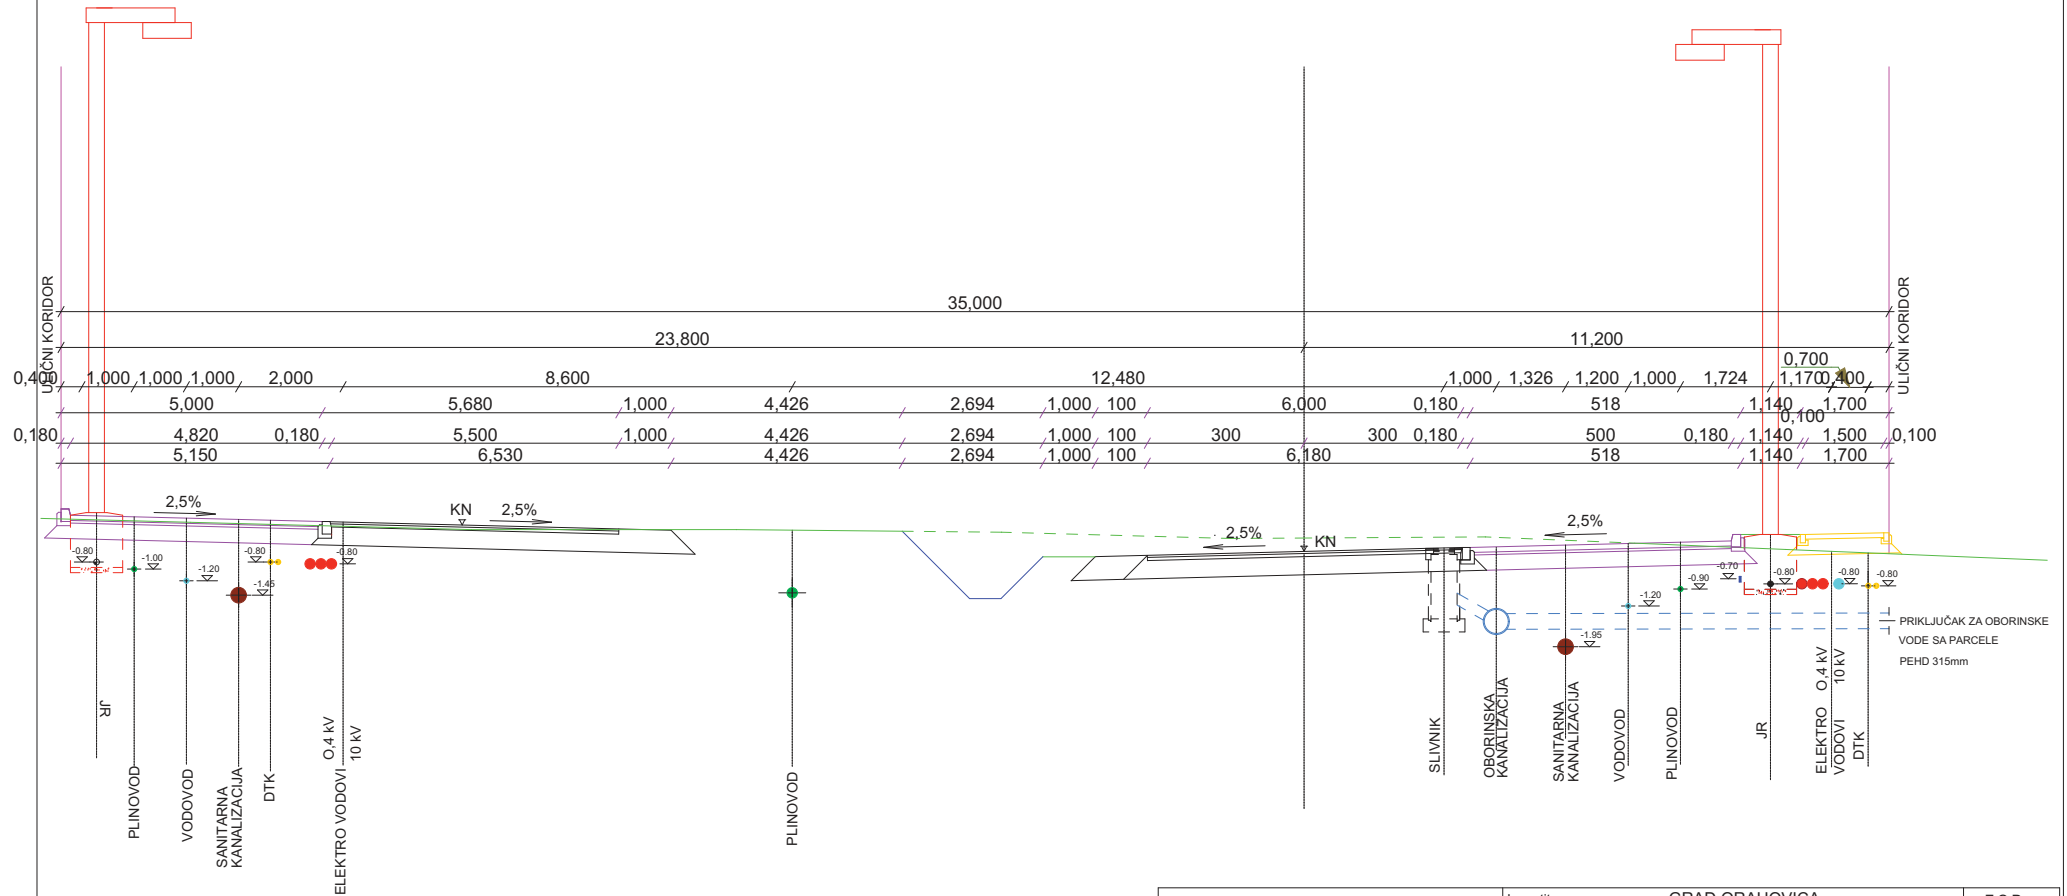 35,000
23,800
11,200
0,700
0,400
1,000
1,000
1,000
2,000
8,600
12,480
1,000
1,326
1,200
1,000
1,724
1,170
0,400
ULIČNI KORIDOR
ULIČNI KORIDOR
5,000
5,680
1,000
4,426
2,694
1,000
100
6,000
0,180
518
1,140
1,700
0,100
0,180
4,820
0,180
5,500
1,000
4,426
2,694
1,000
100
300
300
0,180
500
0,180
1,140
1,500
0,100
5,150
6,530
4,426
2,694
1,000
100
6,180
518
1,140
1,700
2,5%
KN
2,5%
2,5%
KN
2,5%
-0.80
-1.00
-1.20
-1.45
-0.80
-0.80
-1.95
-1.20
-0.90
-0.70
-0.80
-0.80
-0.80
PRIKLJUČAK ZA OBORINSKE
VODE SA PARCELE
PEHD 315mm
JR
PLINOVOD
VODOVOD
SANITARNA
KANALIZACIJA
DTK
ELEKTRO VODOVI
O,4 kV
10 kV
PLINOVOD
SLIVNIK
OBORINSKA
KANALIZACIJA
SANITARNA
KANALIZACIJA
VODOVOD
PLINOVOD
JR
ELEKTRO O,4 kV
VODOVI 10 kV
DTK
GRAD ORAHOVICA